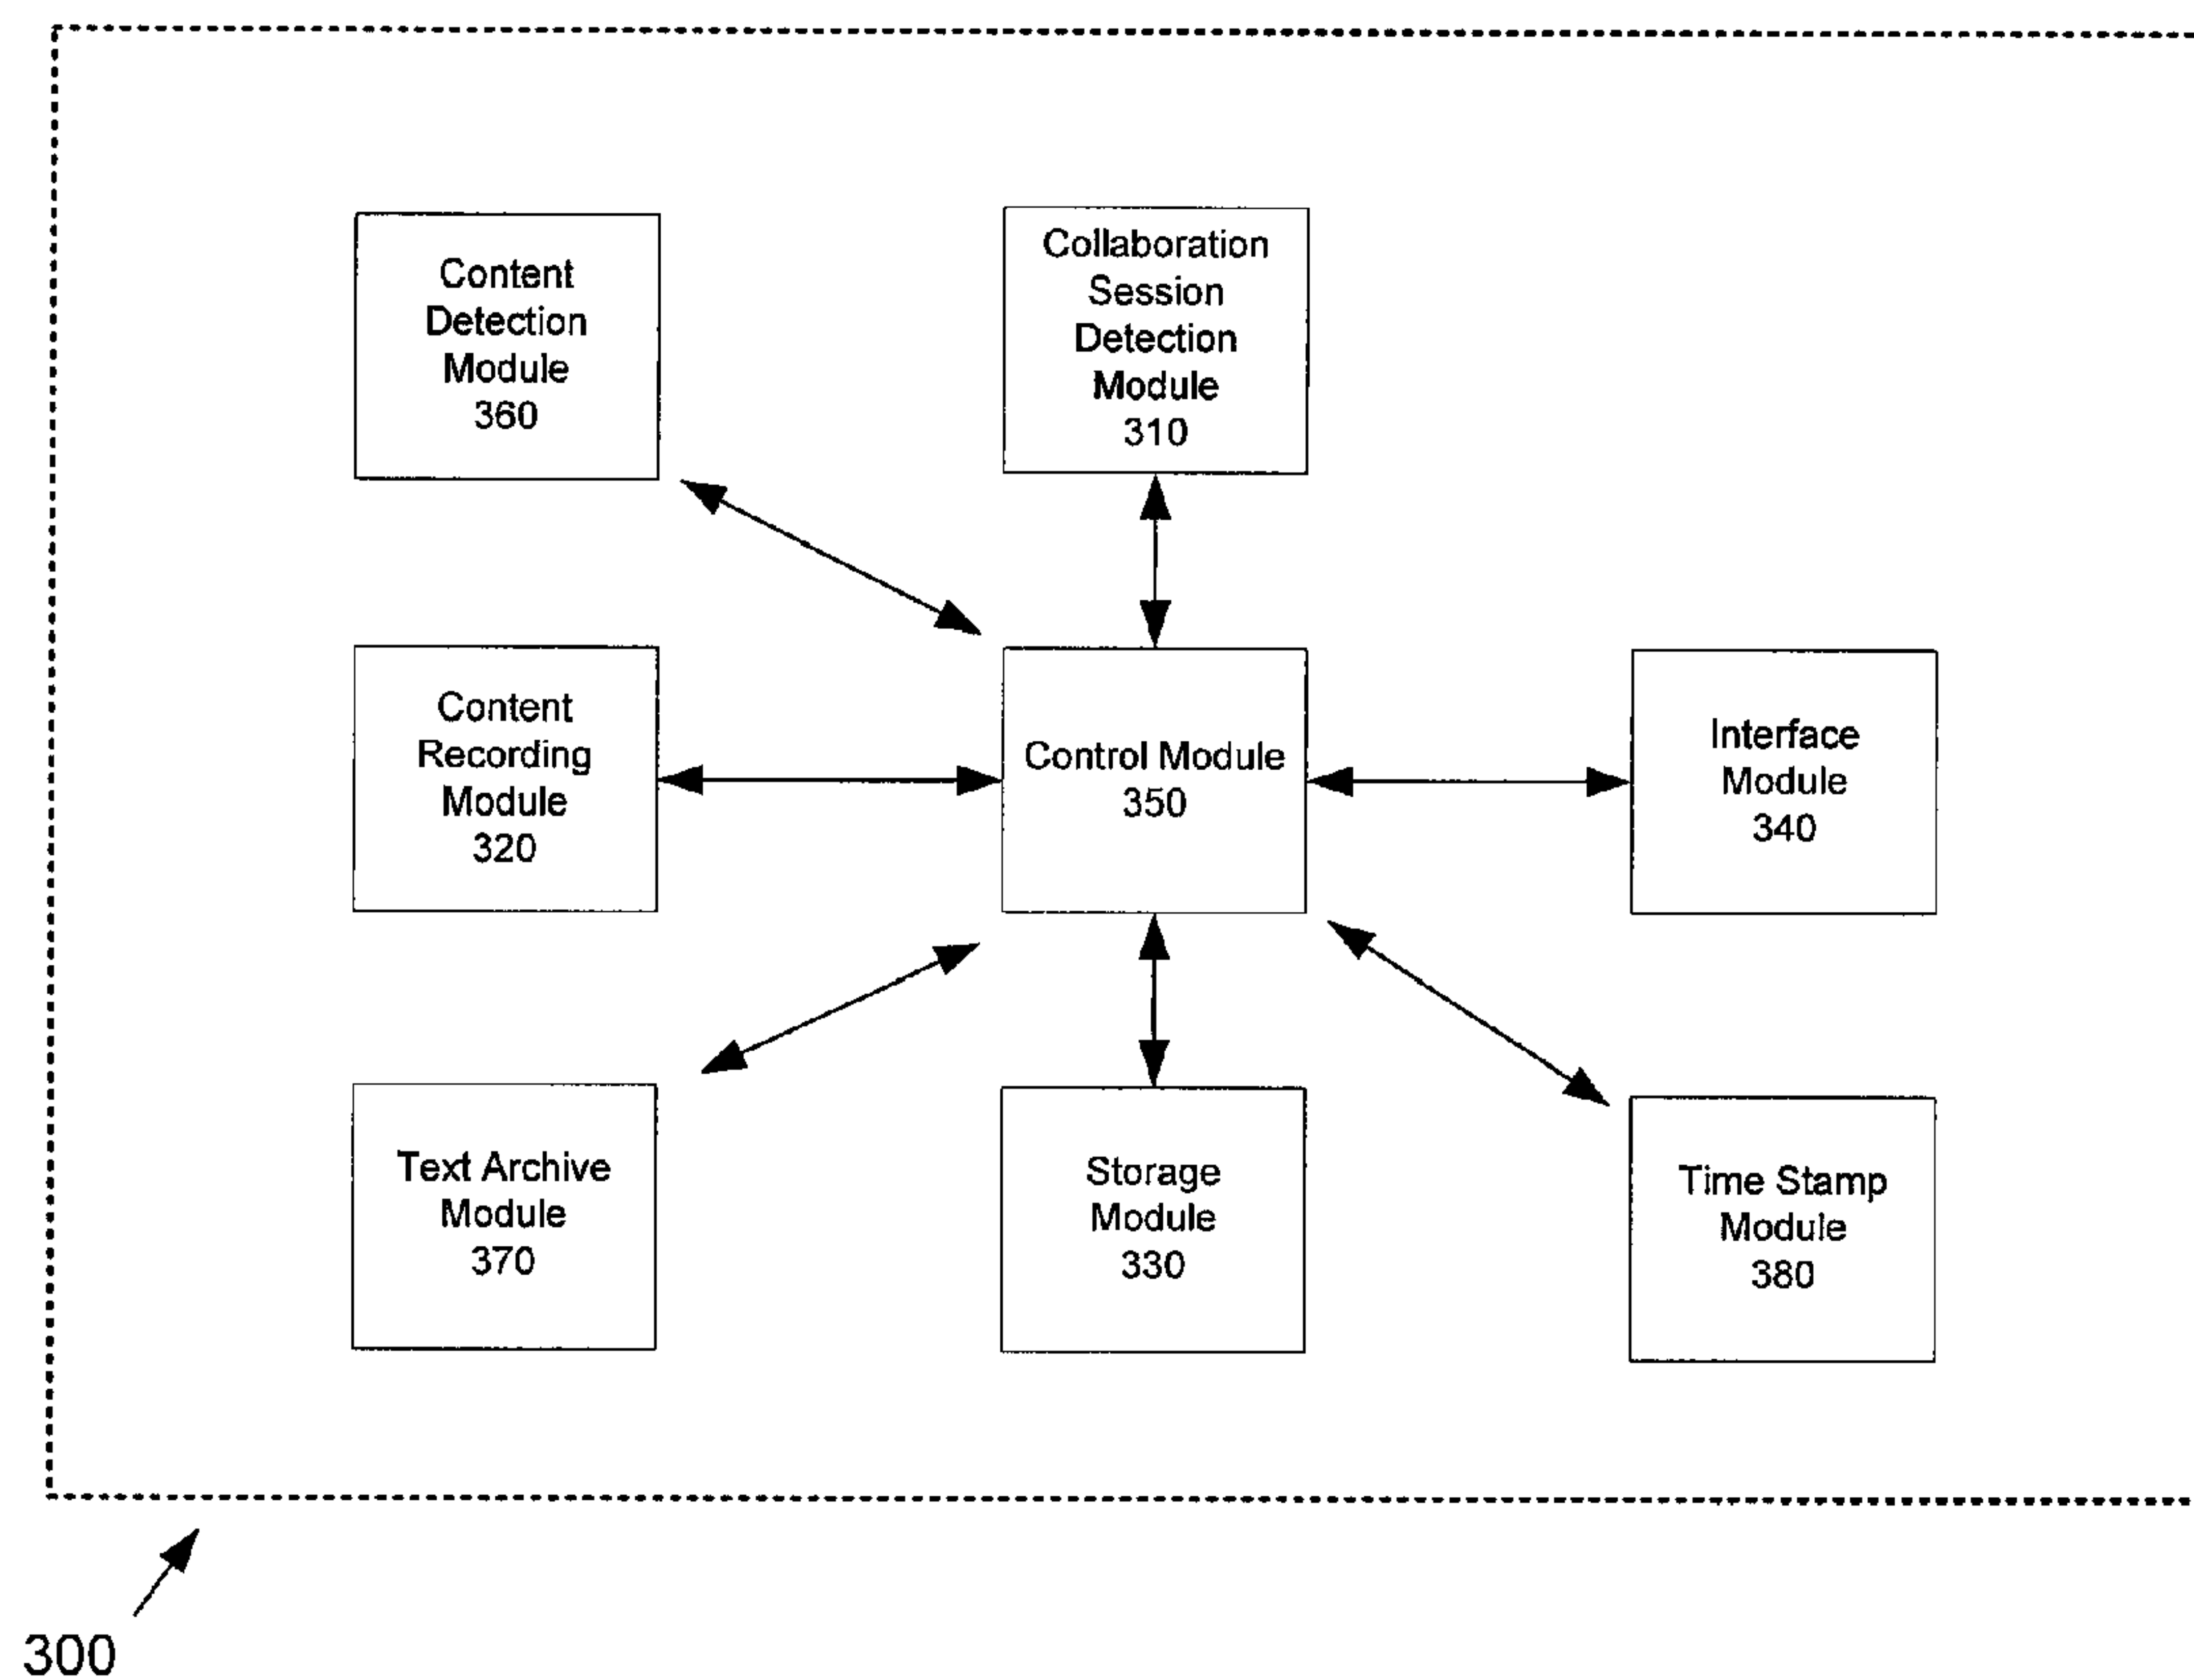 Content
Detection
Module
360
Collaboration
Session
Detection
Module
310
Content
Recording
Module
320
Control Module
350
Interface
Module
340
Text Archive
Module
370
Storage
Module
330
Time Stamp
Module
380
300